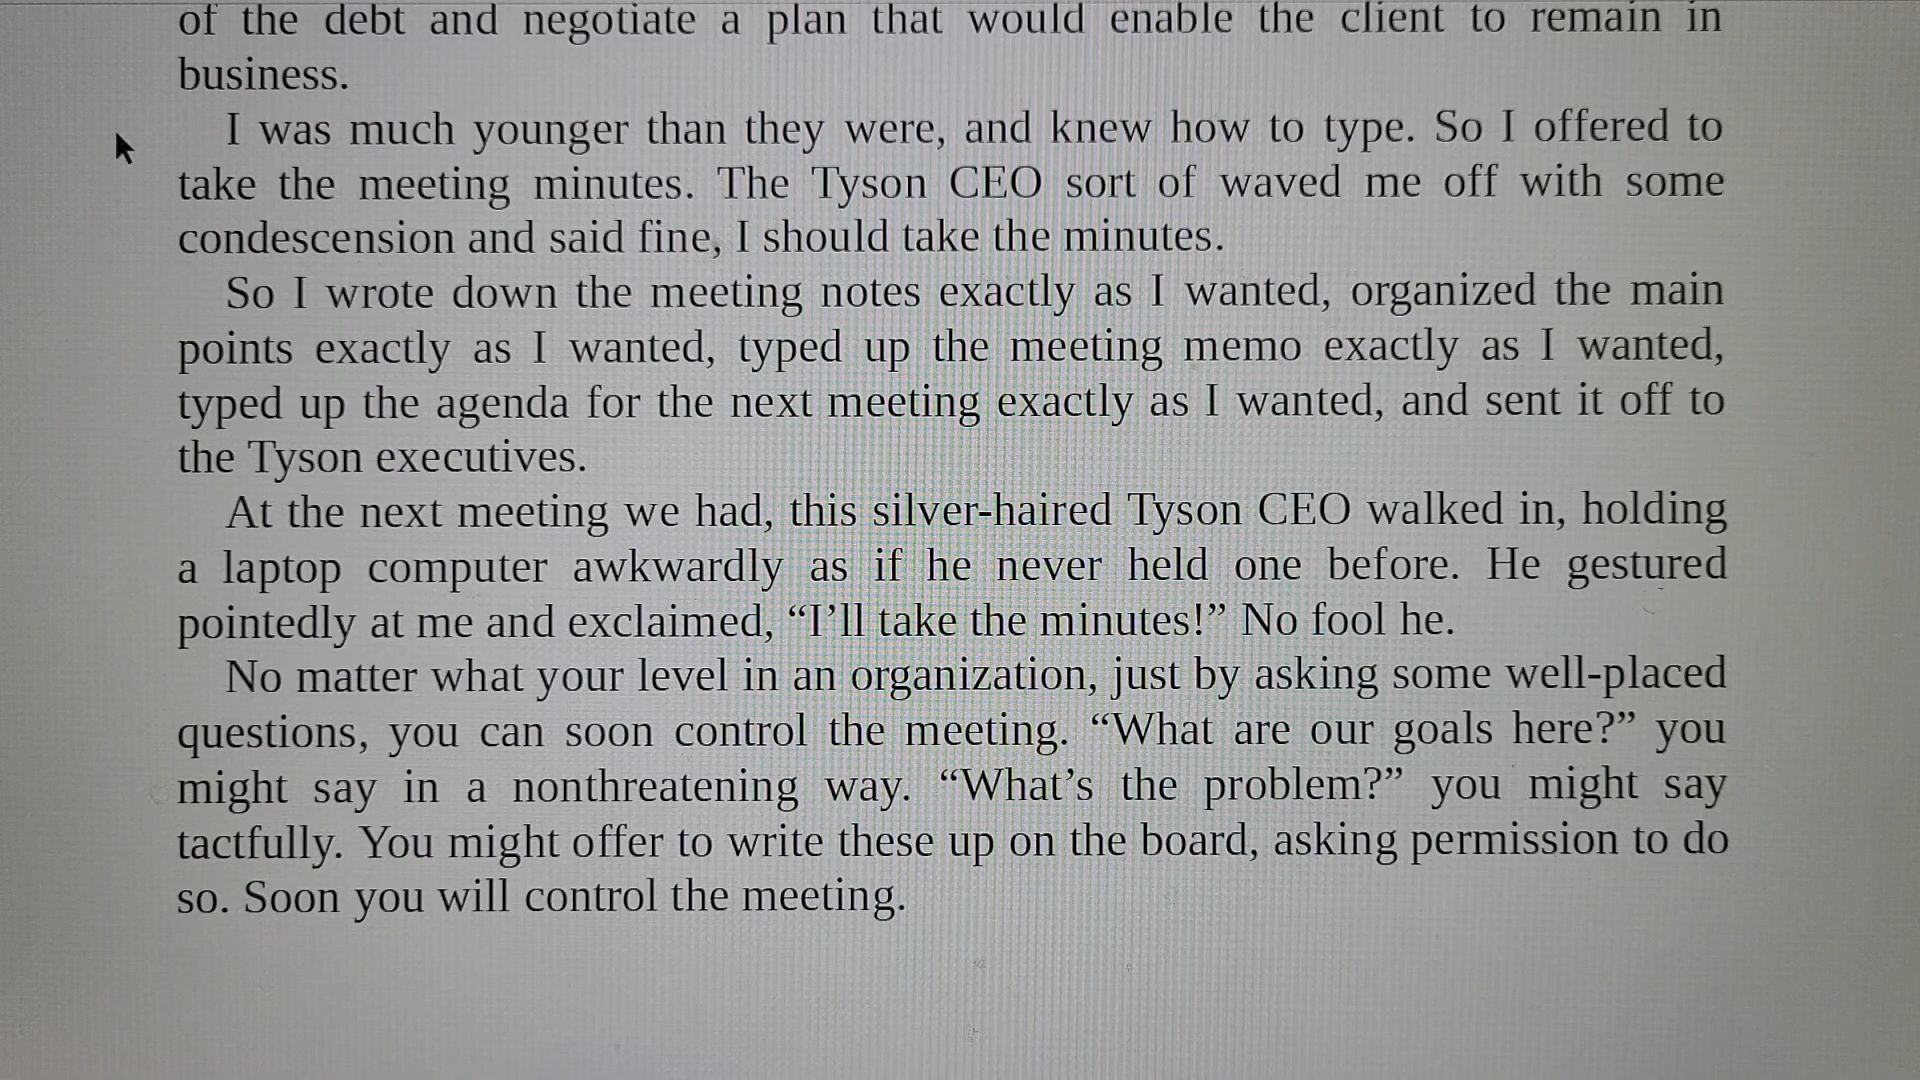 of the debt and negotiate a plan that would enable the client to remain in
business.
I was much younger than they were, and knew how to type. So I offered to
take the meeting minutes. The Tyson CEO sort of waved me off with some
condescension and said fine, I should take the minutes.
So I wrote down the meeting notes exactly as I wanted, organized the main
points exactly as I wanted, typed up the meeting memo exactly as I wanted,
typed up the agenda for the next meeting exactly as I wanted, and sent it off to
the Tyson executives.
At the next meeting we had, this silver-haired Tyson CEO walked in, holding
a laptop computer awkwardly as if he never held one before. He gestured
pointedly at me and exclaimed, “I’ll take the minutes!” No fool he.
No matter what your level in an organization, just by asking some well-placed
questions, you can soon control the meeting. “What are our goals here?” you
might say in a nonthreatening way. “What’s the problem?” you might say
tactfully. You might offer to write these up on the board, asking permission to do
so. Soon you will control the meeting.